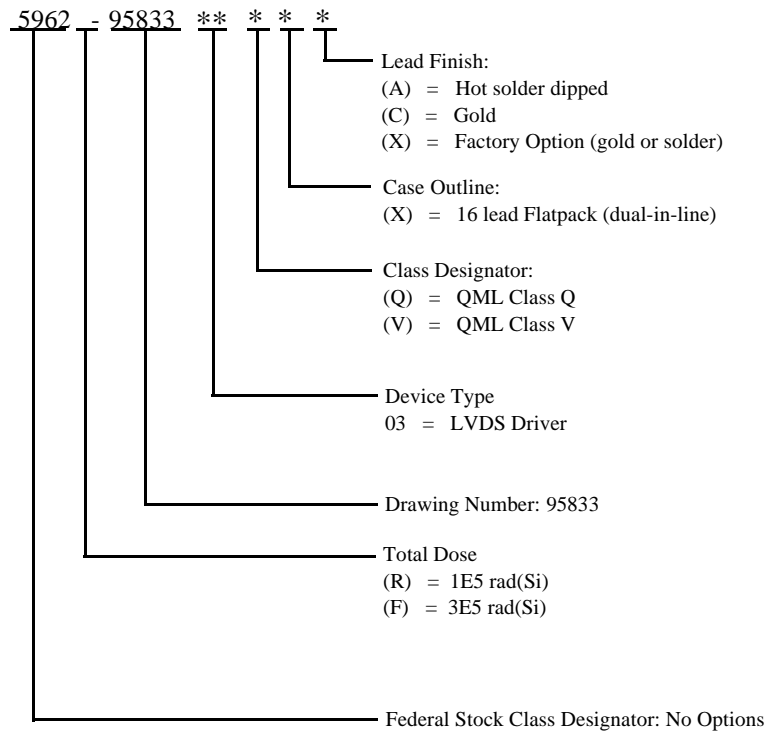 5962 - 95833 ** * * *
Lead Finish:
(A) = Hot solder dipped
(C) = Gold
(X) = Factory Option (gold or solder)
Case Outline:
(X) = 16 lead Flatpack (dual-in-line)
Class Designator:
(Q) = QML Class Q
(V) = QML Class V
Device Type
03 = LVDS Driver
Drawing Number: 95833
Total Dose
(R) = 1E5 rad(Si)
(F) = 3E5 rad(Si)
Federal Stock Class Designator: No Options